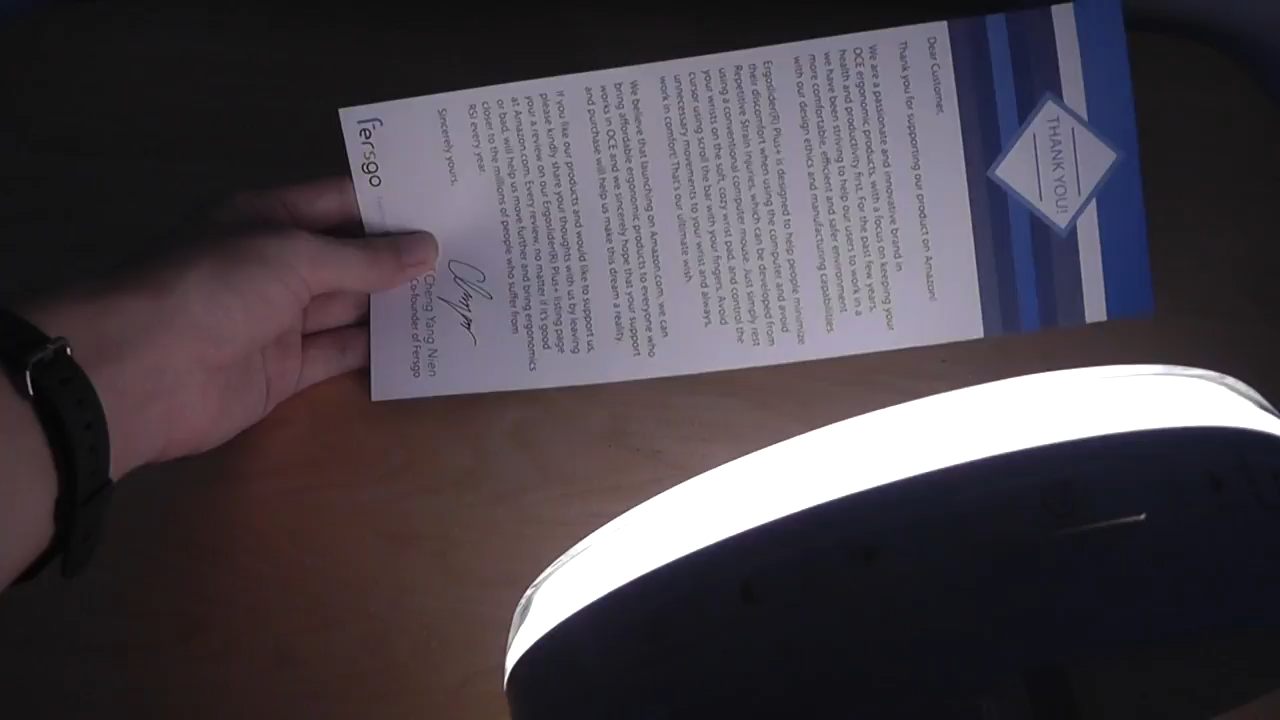 THANK YOU!
Dear Customer,
Thank you for supporting our product on Amazon!
We are a passionate and innovative brand in
OCE ergonomic products, with a focus on keeping your
health and productivity first. For the past few years,
we have been striving to help our users to work in a
more comfortable, efficient and safer environment
with our design ethics and manufacturing capabilities
Ergoslider(R) Plus+ is designed to help people minimize
their discomfort when using the computer and avoid
Repetitive Strain Injuries, which can be developed from
using a conventional computer mouse. Just simply rest
your wrists on the soft, cozy wrist pad, and control the
cursor using scroll the bar with your fingers. Avoid
unnecessary movements to your wrist and always,
work in comfort! That's our ultimate wish.
We believe that launching on Amazon.com, we can
bring affordable ergonomic products to everyone who
works in OCE and we sincerely hope that your support
and purchase will help us make this dream a reality.
If you like our products and would like to support us,
please kindly share your thoughts with us by leaving
your a review on our Ergoslider(R) Plus+ listing page
at Amazon.com. Every review, no matter if it's good
or bad, will help us move further and bring ergonomics
closer to the millions of people who suffer from
RSI every year.
Sincerely yours,
Cheng Yang Nien
Co-founder of Fersgo
fersgo